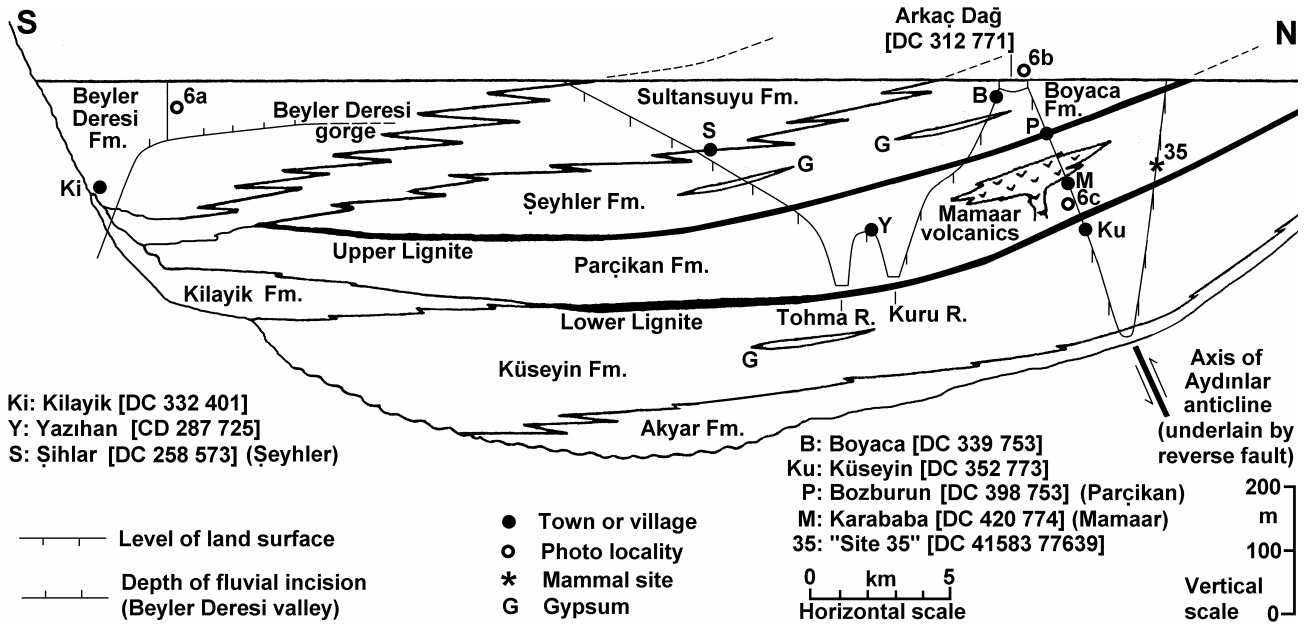 S
N
Arkaç Dağ
[DC 312 771]
6b
Beyler
Deresi
Fm.
6a
Beyler Deresi
gorge
Sultansuyu Fm.
B
Boyaca
Fm.
S
G
P
G
35
Ki
M
6c
Şeyhler Fm.
Mamaar
volcanics
Y
Ku
Upper Lignite
Parçikan Fm.
Kilayik Fm.
Lower Lignite
Tohma R.
Kuru R.
G
Küseyin Fm.
Akyar Fm.
Axis of
Aydınlar
anticline
(underlain by
reverse fault)
Ki: Kilayik [DC 332 401]
Y: Yazıhan [CD 287 725]
S: Şihlar [DC 258 573] (Şeyhler)
B: Boyaca [DC 339 753]
Ku: Küseyin [DC 352 773]
P: Bozburun [DC 398 753] (Parçikan)
M: Karababa [DC 420 774] (Mamaar)
35: "Site 35" [DC 41583 77639]
Level of land surface
Depth of fluvial incision
(Beyler Deresi valley)
Town or village
Photo locality
* Mammal site
G Gypsum
0 km 5
Horizontal scale
200
m
100
Vertical
scale
0